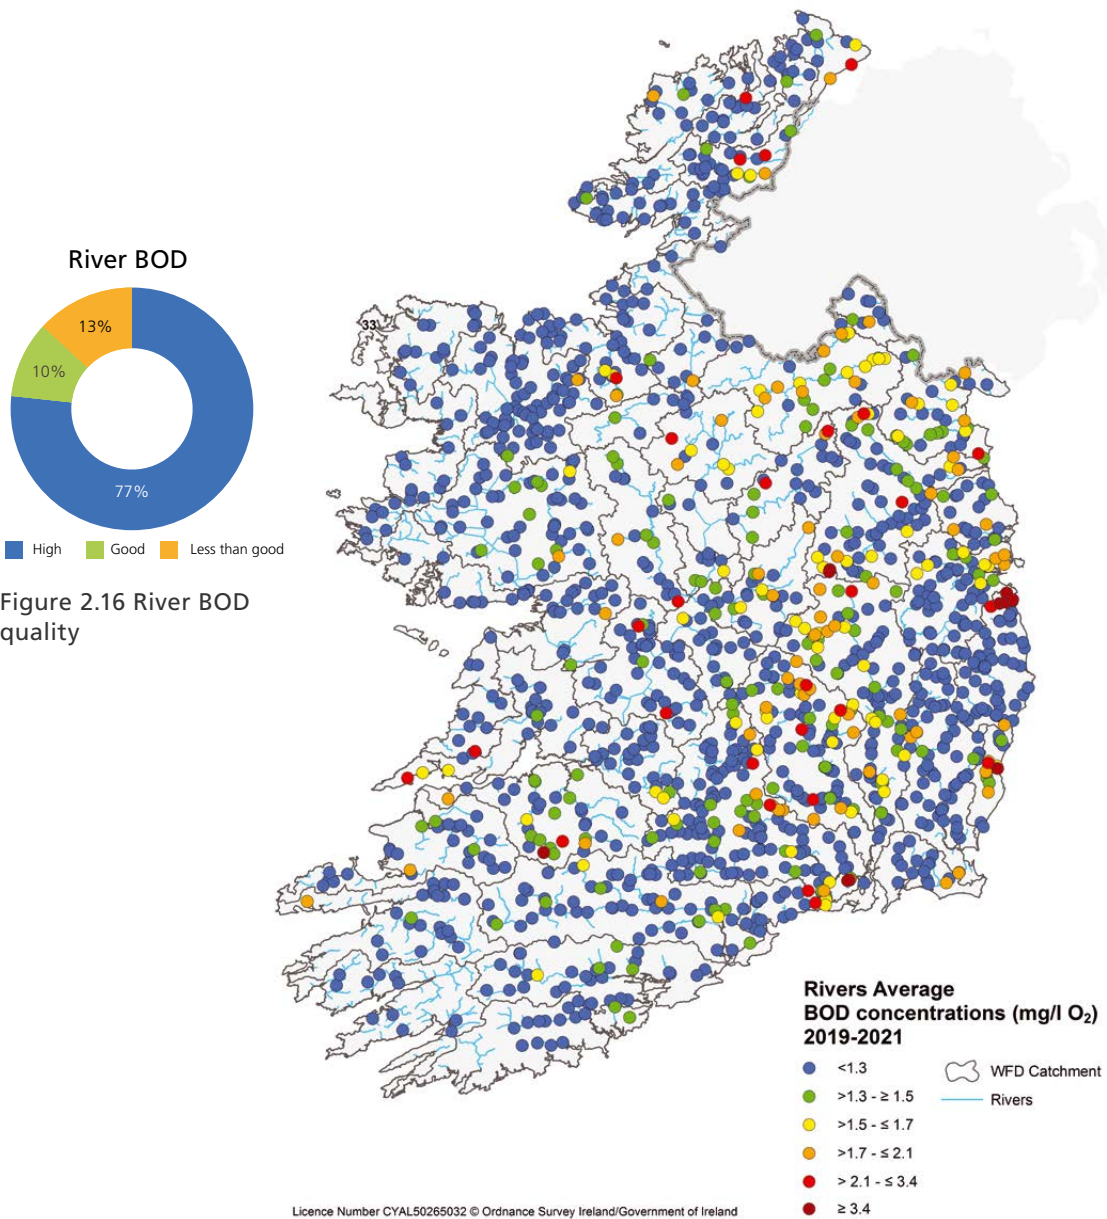 River BOD
13%
10%
77%
High Good Less than good
Figure 2.16 River BOD
quality
33
Rivers Average
BOD concentrations (mg/l O₂)
2019-2021
<1.3
>1.3 - ≥ 1.5
>1.5 - ≤ 1.7
>1.7 - ≤ 2.1
> 2.1 - ≤ 3.4
≥ 3.4
WFD Catchment
Rivers
Licence Number CYAL50265032 © Ordnance Survey Ireland/Government of Ireland